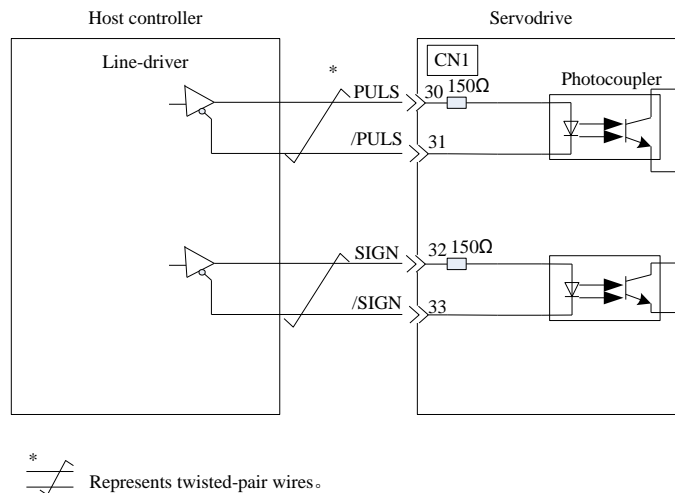 Host controller
Servodrive
Line-driver
CN1
*
PULS
30
150Ω
Photocoupler
/PULS
31
SIGN
32
150Ω
/SIGN
33
*
Represents twisted-pair wires。